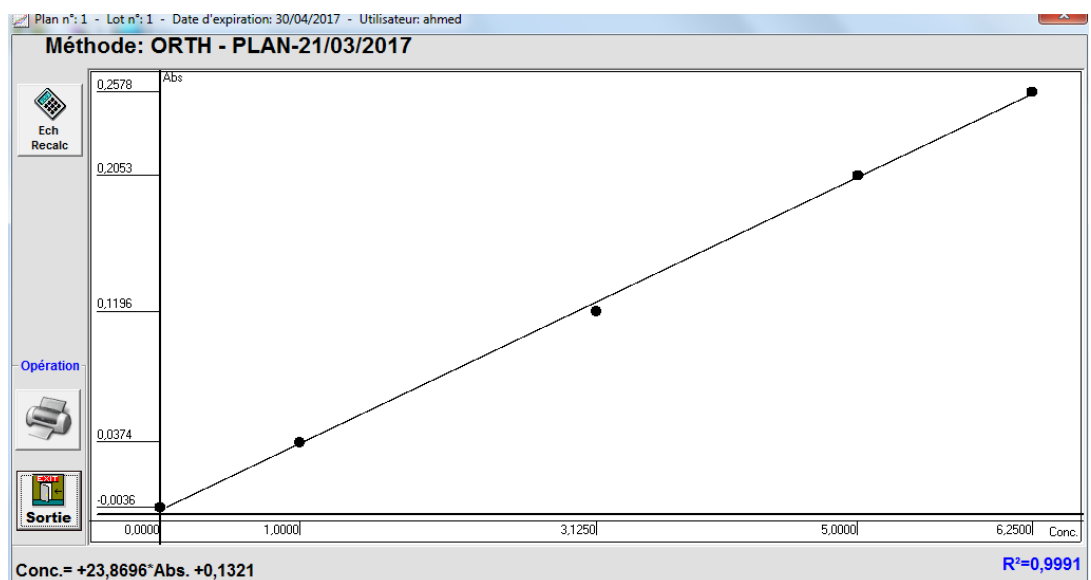 Plan n°: 1 - Lot n°: 1 - Date d'expiration: 30/04/2017 - Utilisateur: ahmed
Méthode: ORTH - PLAN-21/03/2017
Ech
Recalc
Opération
EXIT
Sortie
Abs
0,2578
0,2053
0,1196
0,0374
-0,0036
0,0000 1,0000 3,1250 5,0000 6,2500 Conc.
Conc.= +23,8696*Abs. +0,1321
R²=0,9991